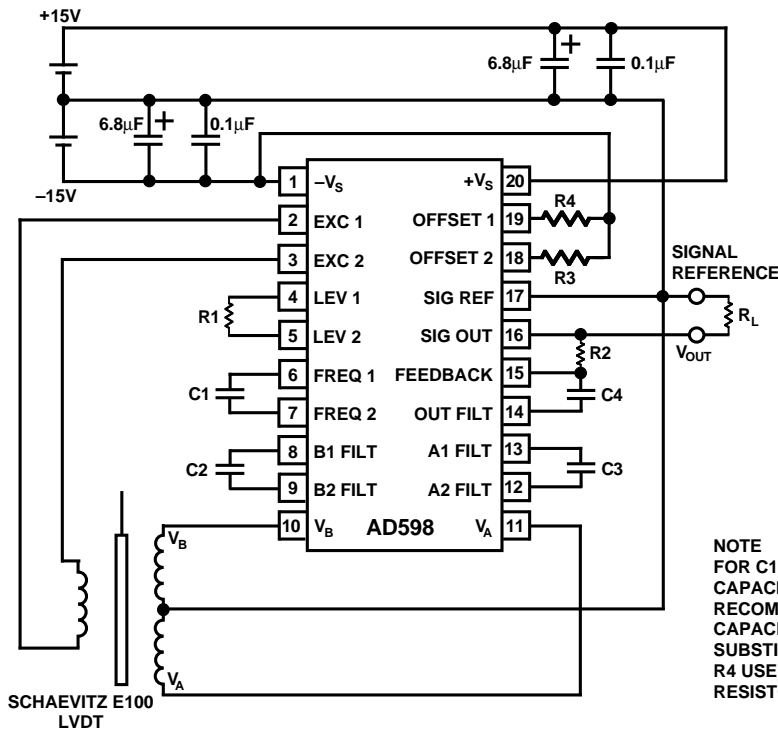 +15V
6.8µF
+
0.1µF
6.8µF
+
0.1µF
–15V
1 –VS +VS 20
2 EXC 1 OFFSET 1 19 R4
3 EXC 2 OFFSET 2 18 R3
SIGNAL
REFERENCE
R1 4 LEV 1 SIG REF 17 RL
5 LEV 2 SIG OUT 16 R2 VOUT
C1 6 FREQ 1 FEEDBACK 15 C4
7 FREQ 2 OUT FILT 14
C2 8 B1 FILT A1 FILT 13 C3
9 B2 FILT A2 FILT 12
10 VB AD598 VA 11
VB
VA
SCHAEVITZ E100
LVDT
NOTE
FOR C1
CAPACI
RECOM
CAPACI
SUBSTI
R4 USE
RESIST